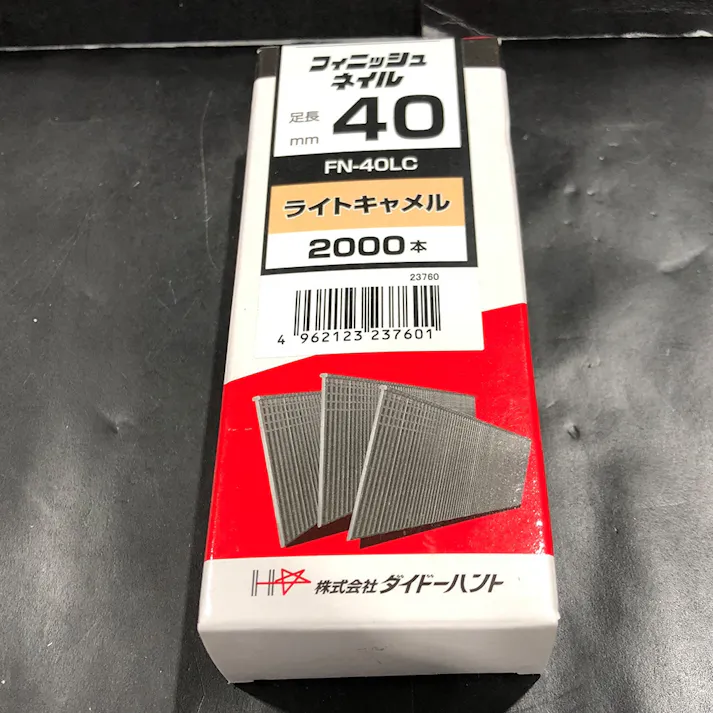 フィニッシュ
ネイル
足長
mm
40
FN-40LC
ライトキャメル
2000本
23760
4 962123 237601
株式会社 ダイドーハント